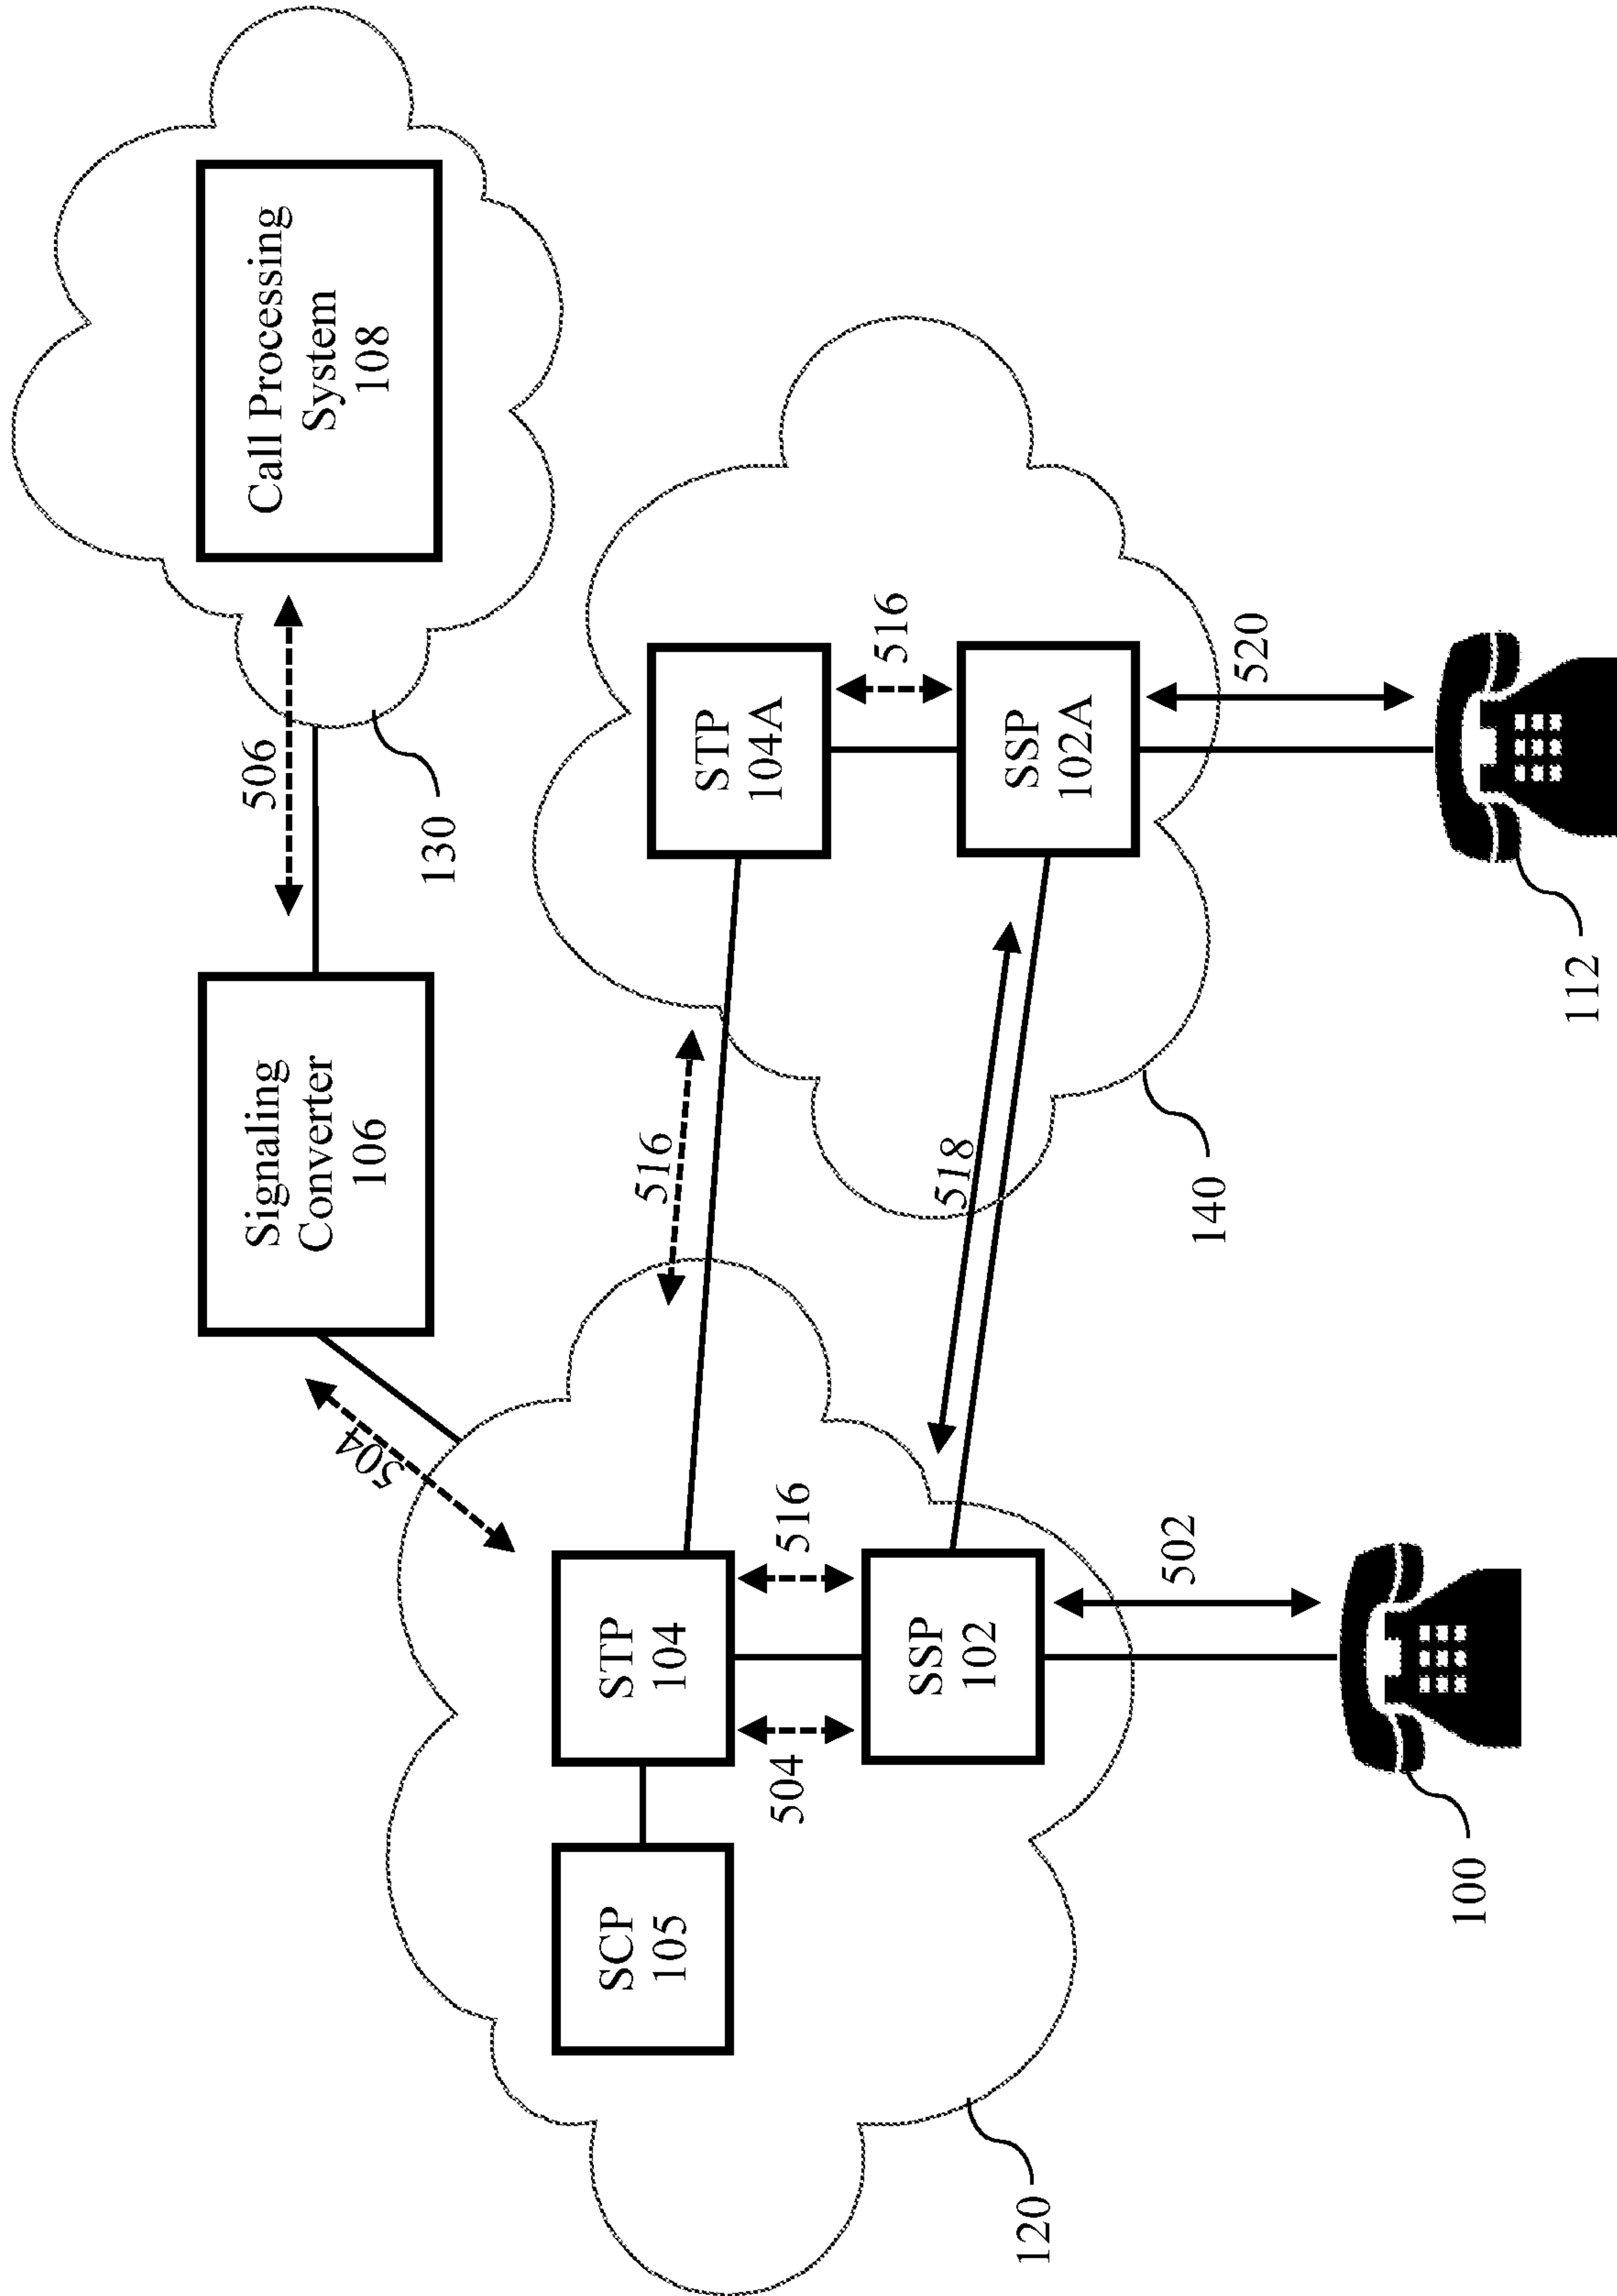 Call Processing
System
108
506
130
Signaling
Converter
106
504
STP
104A
516
SSP
102A
520
112
516
518
140
SCP
105
STP
104
504
516
SSP
102
502
100
120